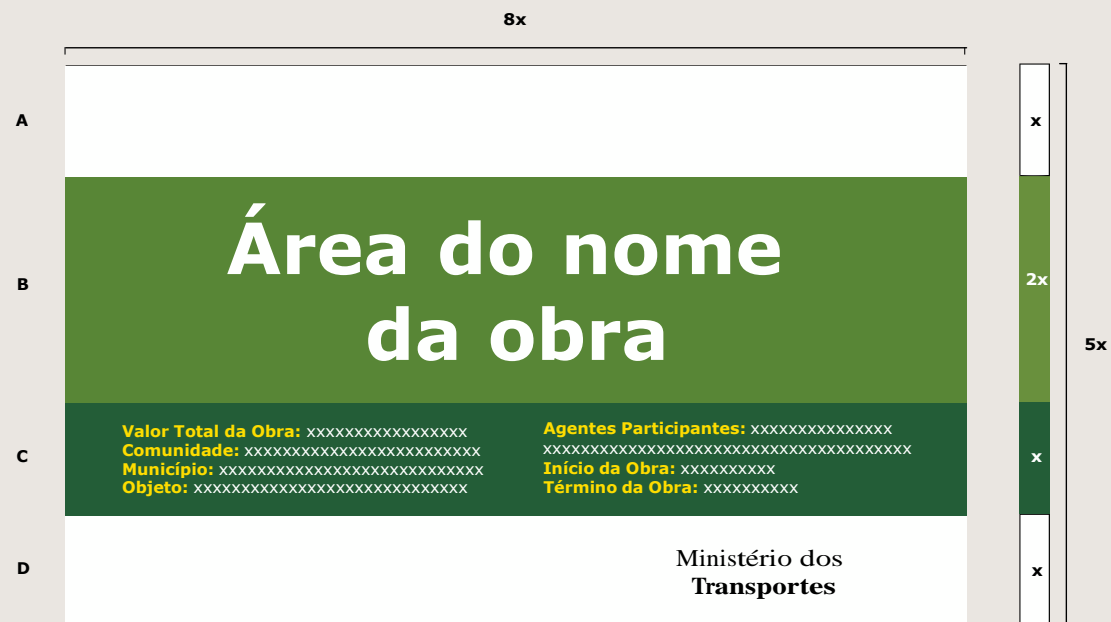 8x
A
x
Área do nome
B
2x
da obra
5x
Valor Total da Obra: xxxxxxxxxxxxxxxxx
Comunidade: xxxxxxxxxxxxxxxxxxxxxxxxx
Município: xxxxxxxxxxxxxxxxxxxxxxxxxxxx
Objeto: xxxxxxxxxxxxxxxxxxxxxxxxxxxxx
Agentes Participantes: xxxxxxxxxxxxxxx
xxxxxxxxxxxxxxxxxxxxxxxxxxxxxxxxxxxxxxx
Início da Obra: xxxxxxxxxx
Término da Obra: xxxxxxxxxx
C
x
Ministério dos
Transportes
D
x